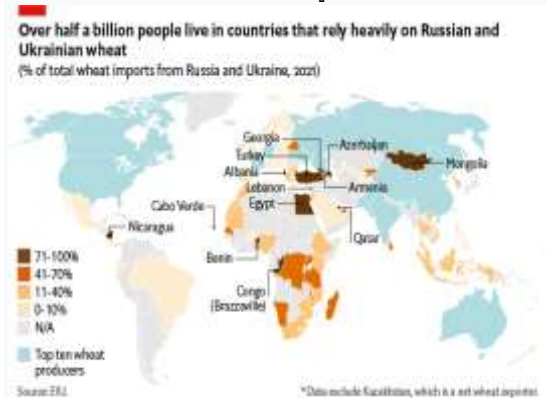 Over half a billion people live in countries that rely heavily on Russian and
Ukrainian wheat
(% of total wheat imports from Russia and Ukraine, 2021)
Georgia
Azerbaijan
Turkey
Mongolia
Albania
Armenia
Lebanon
Egypt
Cabo Verde
Qatar
Nicaragua
Benin
Congo
(Brazzaville)
71-100%
41-70%
11-40%
0-10%
N/A
Top ten wheat
producers
Source: EIU.
*Data exclude Kazakhstan, which is a net wheat exporter.